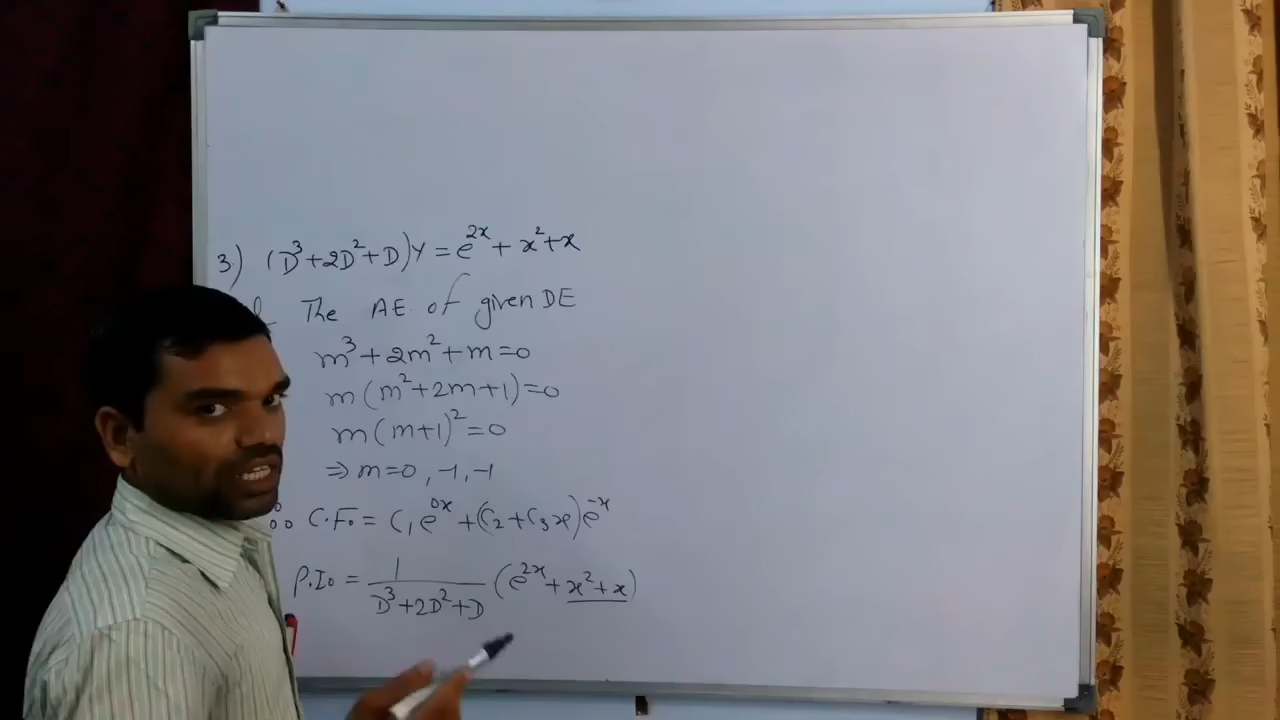 3.) (D³+2D²+D)y = e^{2x} + x²+x
The AE of given DE
m³+2m²+m=0
m(m²+2m+1)=0
m(m+1)²=0
⇒ m=0, -1, -1
∴ C.F. = C₁e^{0x} + (C₂+C₃x)e^{-x}
P.I. = 1/(D³+2D²+D) (e^{2x} + x²+x)